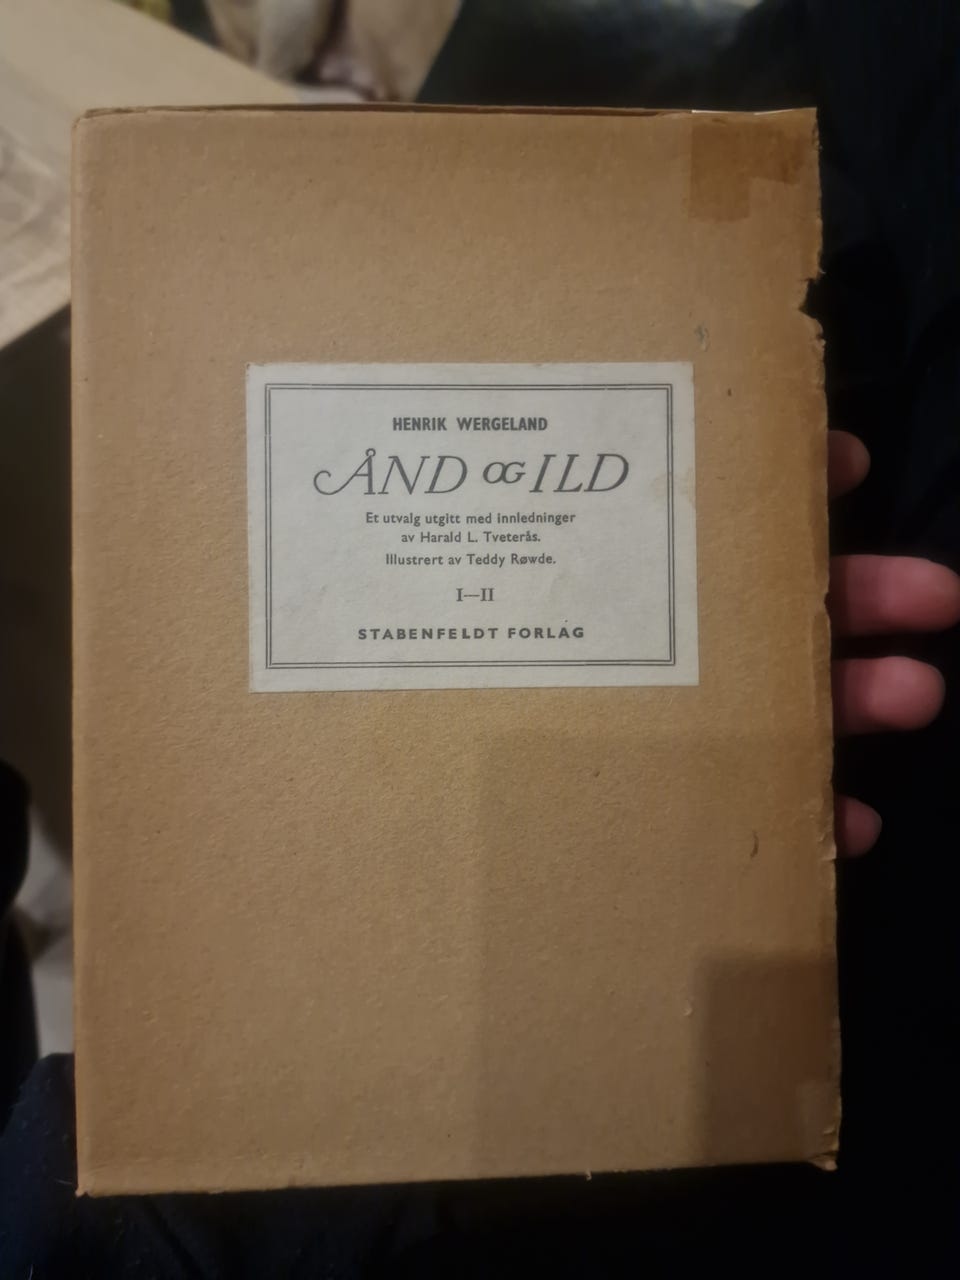 HENRIK WERGELAND
ÅND OG ILD
Et utvalg utgitt med innledninger
av Harald L. Tveterås.
Illustrert av Teddy Røwde.
I—II
STABENFELDT FORLAG